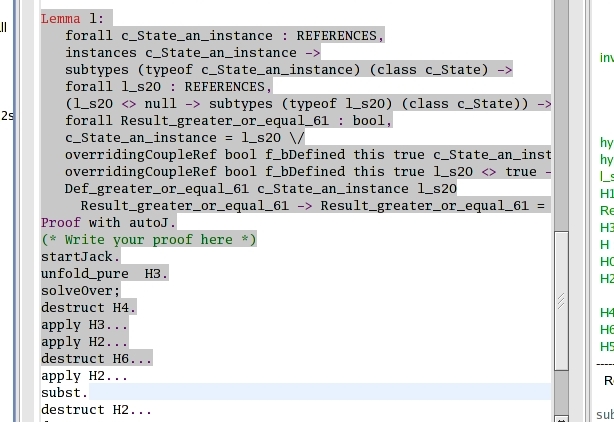 Lemma l:
forall c_State_an_instance : REFERENCES,
instances c_State_an_instance ->
subtypes (typeof c_State_an_instance) (class c_State) ->
forall l_s20 : REFERENCES,
(l_s20 <> null -> subtypes (typeof l_s20) (class c_State)) ->
forall Result_greater_or_equal_61 : bool,
c_State_an_instance = l_s20 \/
overridingCoupleRef bool f_bDefined this true c_State_an_inst
overridingCoupleRef bool f_bDefined this true l_s20 <> true -
Def_greater_or_equal_61 c_State_an_instance l_s20
Result_greater_or_equal_61 -> Result_greater_or_equal_61 =
Proof with autoJ.
(* Write your proof here *)
startJack.
unfold_pure H3.
solveOver;
destruct H4.
apply H3...
apply H2...
destruct H6...
apply H2...
subst.
destruct H2...
ll
2s
inv
hy
hy
l_s
H1
Re
H3
H
H0
H2
H4
H6
H5
R
sub